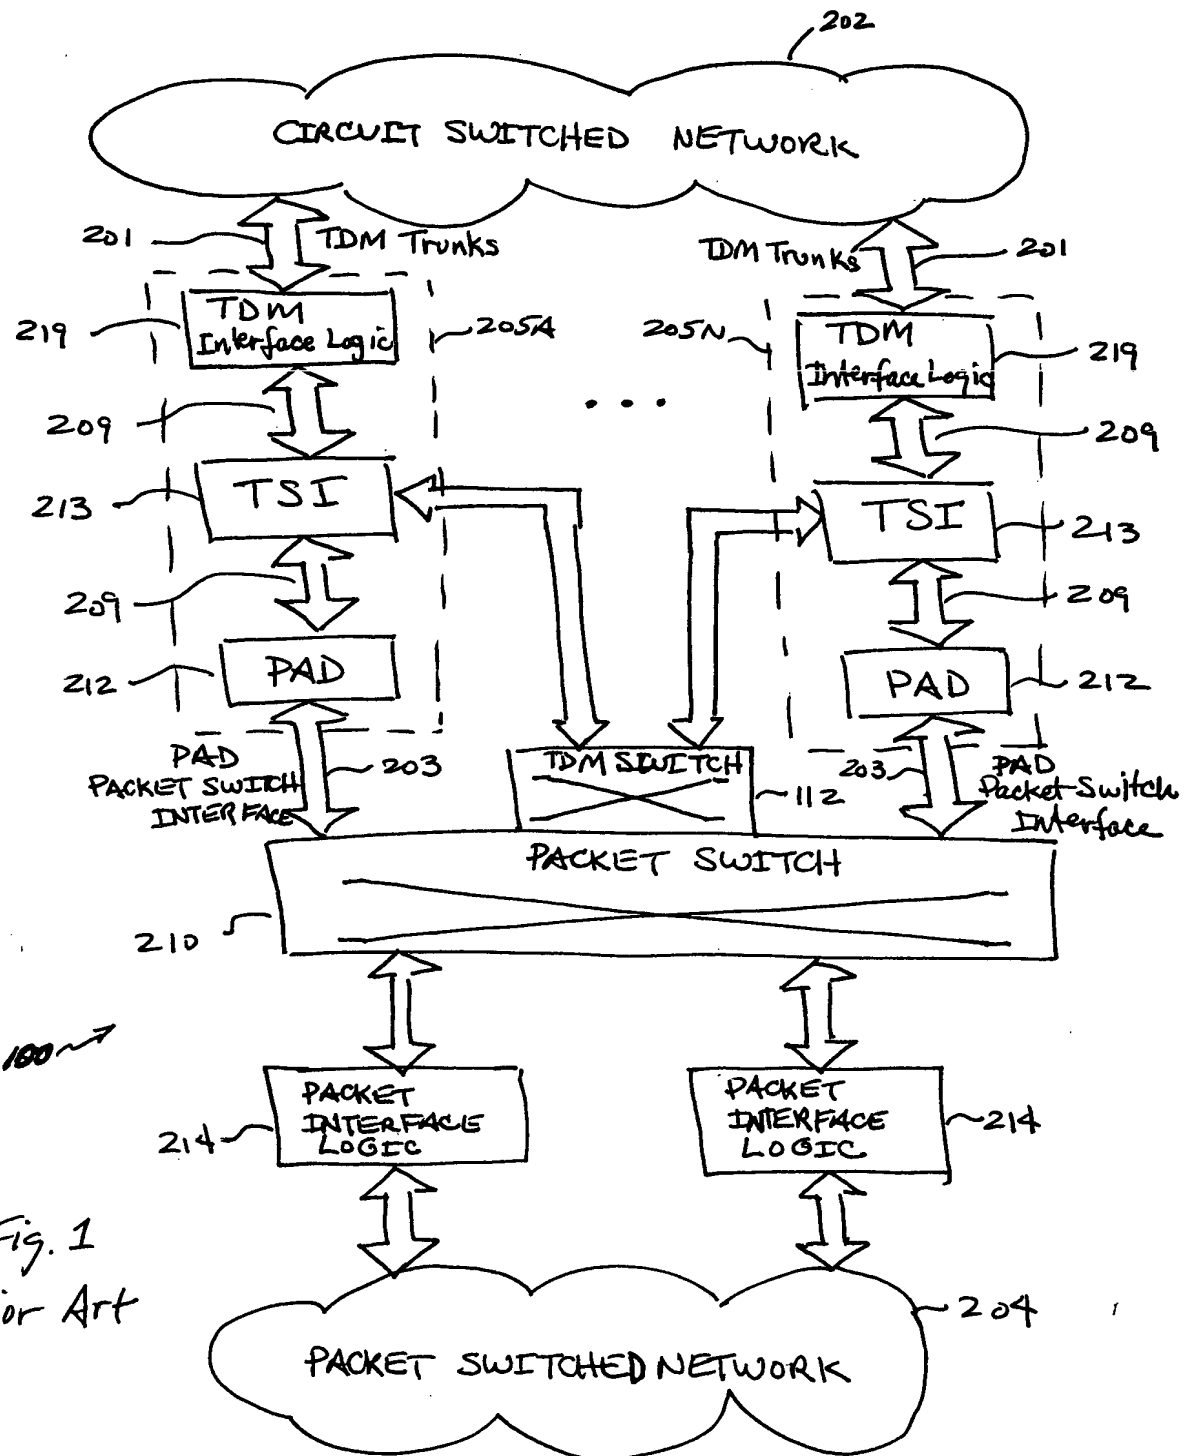 202
CIRCUIT SWITCHED NETWORK
201
TDM Trunks
TDM Trunks
201
219
TDM
Interface Logic
205A
205N
TDM
Interface Logic
219
209
. . .
209
213
TSI
TSI
213
209
209
212
PAD
PAD
212
PAD
PACKET SWITCH
INTERFACE
203
TDM SWITCH
112
203
PAD
Packet-Switch
Interface
PACKET SWITCH
210
100
PACKET
INTERFACE
LOGIC
214
PACKET
INTERFACE
LOGIC
214
Fig. 1
or Art
204
PACKET SWITCHED NETWORK